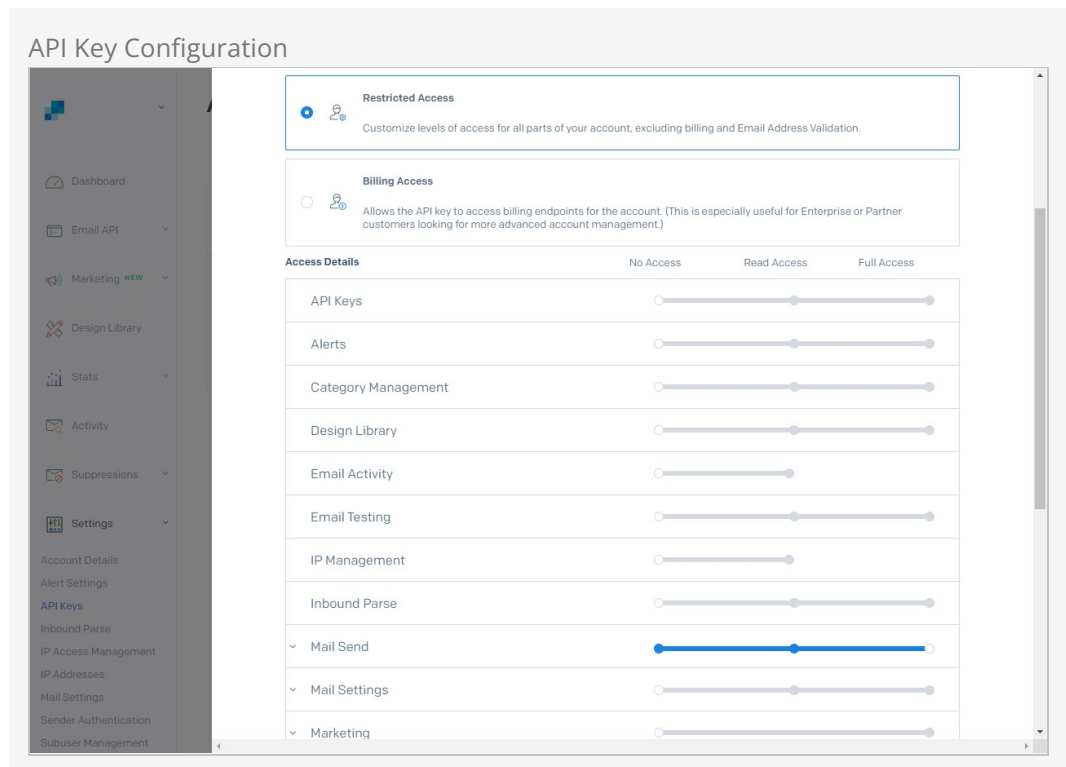 API Key Configuration
Restricted Access
Customize levels of access for all parts of your account, excluding billing and Email Address Validation.
Billing Access
Allows the API key to access billing endpoints for the account. (This is especially useful for Enterprise or Partner
customers looking for more advanced account management.)
Dashboard
Email API
Marketing NEW
Design Library
Stats
Activity
Suppressions
Settings
Account Details
Alert Settings
API Keys
Inbound Parse
IP Access Management
IP Addresses
Mail Settings
Sender Authentication
Subuser Management
Access Details No Access Read Access Full Access
API Keys
Alerts
Category Management
Design Library
Email Activity
Email Testing
IP Management
Inbound Parse
Mail Send
Mail Settings
Marketing